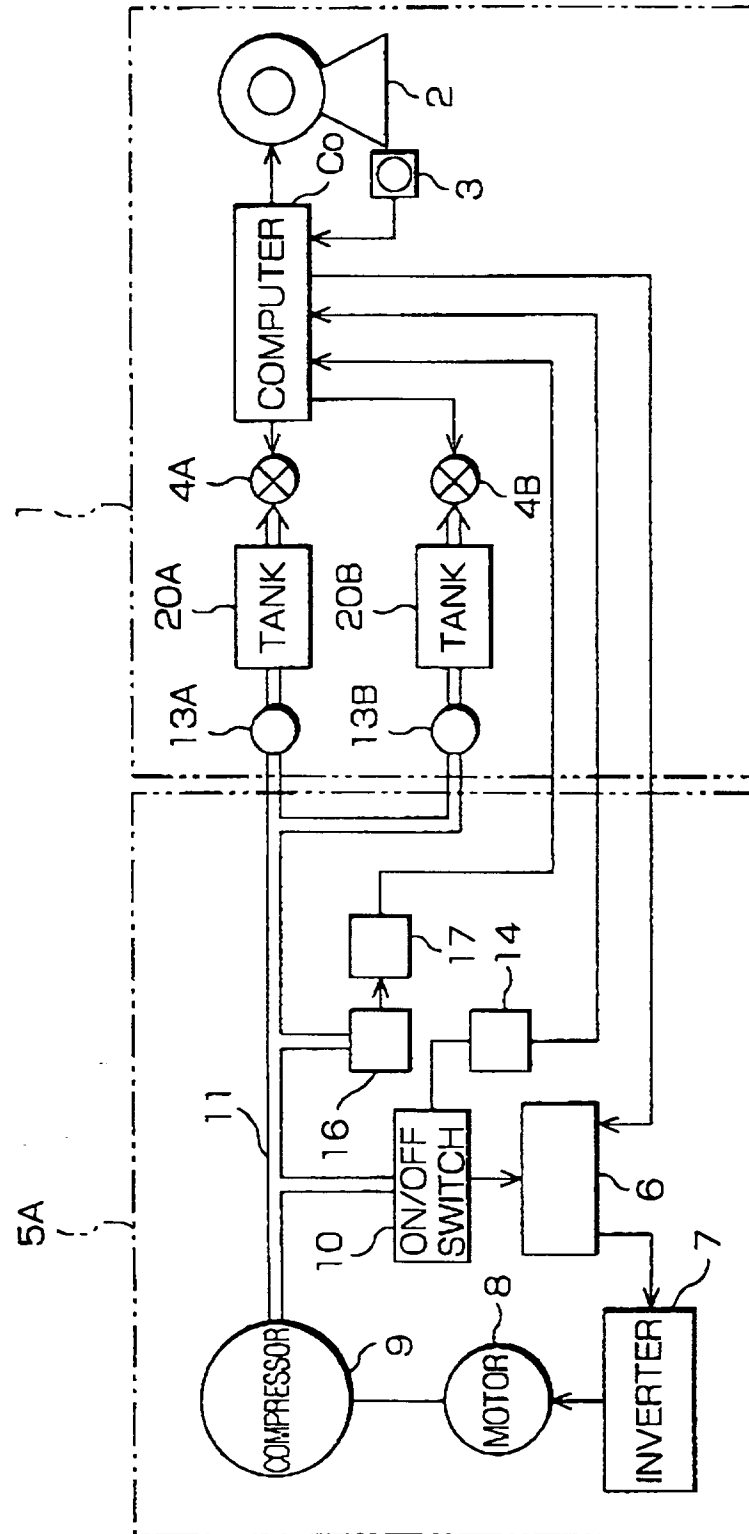 5A
1
COMPRESSOR
9
11
MOTOR
8
INVERTER
7
ON/OFF
SWITCH
10
6
16
17
14
13A
13B
20A
TANK
20B
TANK
4A
4B
COMPUTER
Co
3
2